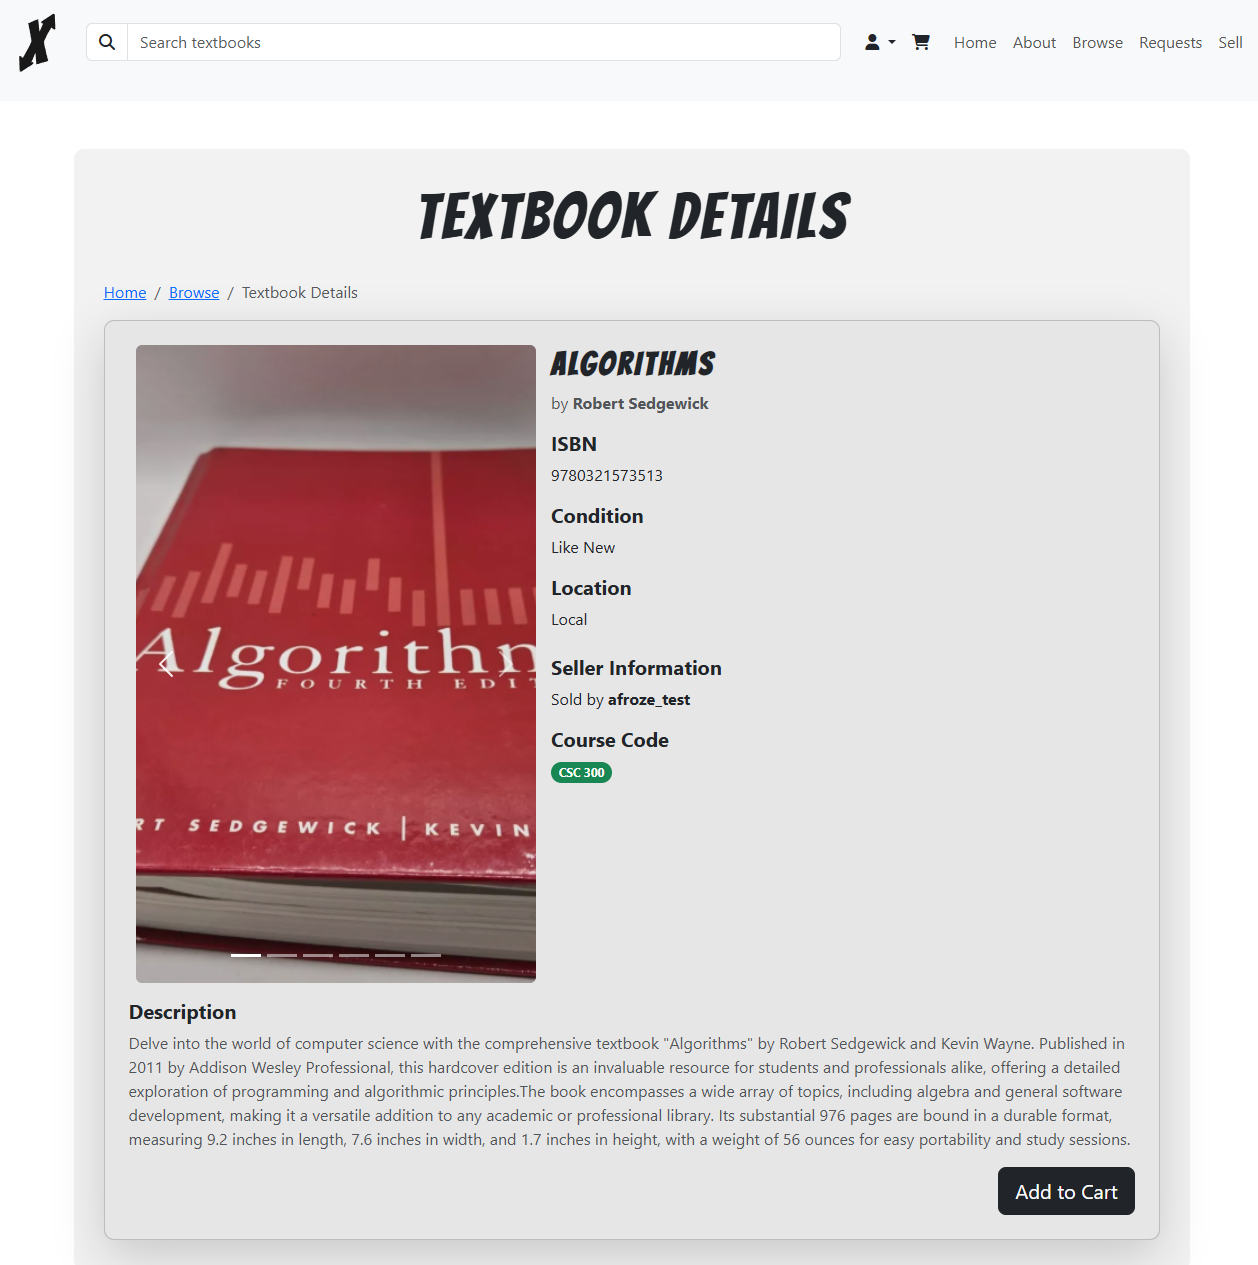 X
Search textbooks
Home About Browse Requests Sell
TEXTBOOK DETAILS
Home / Browse / Textbook Details
Algorithm
FOURTH EDIT
RT SEDGEWICK | KEVIN
ALGORITHMS
by Robert Sedgewick
ISBN
9780321573513
Condition
Like New
Location
Local
Seller Information
Sold by afroze_test
Course Code
CSC 300
Description
Delve into the world of computer science with the comprehensive textbook "Algorithms" by Robert Sedgewick and Kevin Wayne. Published in
2011 by Addison Wesley Professional, this hardcover edition is an invaluable resource for students and professionals alike, offering a detailed
exploration of programming and algorithmic principles.The book encompasses a wide array of topics, including algebra and general software
development, making it a versatile addition to any academic or professional library. Its substantial 976 pages are bound in a durable format,
measuring 9.2 inches in length, 7.6 inches in width, and 1.7 inches in height, with a weight of 56 ounces for easy portability and study sessions.
Add to Cart